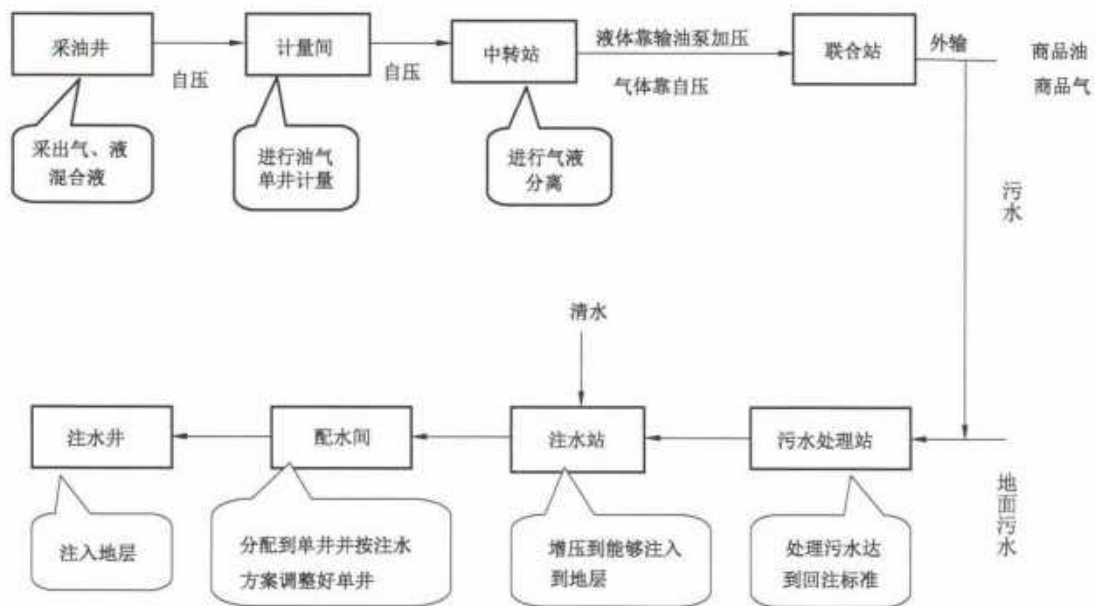 采油井
自压
计量间
自压
中转站
液体靠输油泵加压
气体靠自压
联合站
外输
商品油
商品气
采出气、液
混合液
进行油气
单井计量
进行气液
分离
污水
清水
注水井
配水间
注水站
污水处理站
地面污水
注入地层
分配到单井并按注水
方案调整好单井
增压到能够注入
到地层
处理污水达
到回注标准